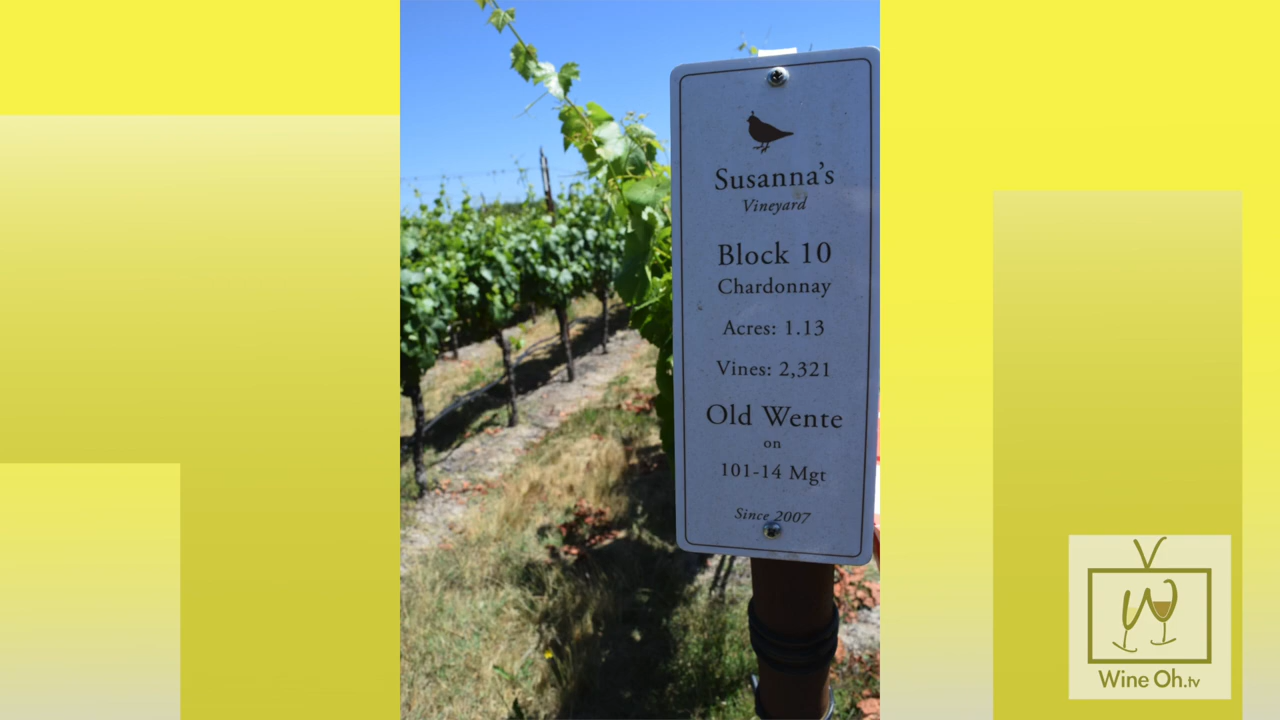 Susanna's
Vineyard
Block 10
Chardonnay
Acres: 1.13
Vines: 2,321
Old Wente
on
101-14 Mgt
Since 2007
Wine Oh.tv